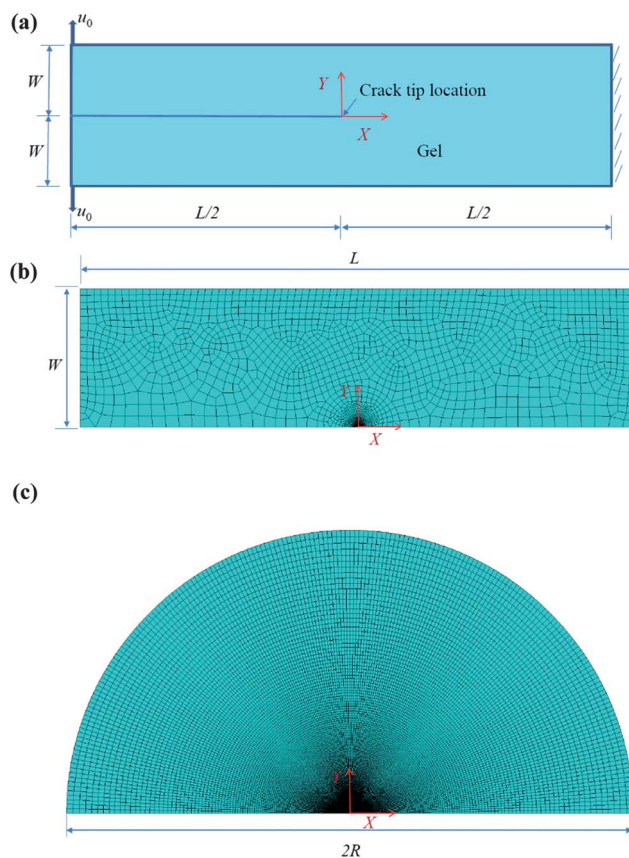 (a)
u₀
W
Y
Crack tip location
X
W
Gel
u₀
L/2
L/2
(b)
L
W
Y
X
(c)
Y
X
2R